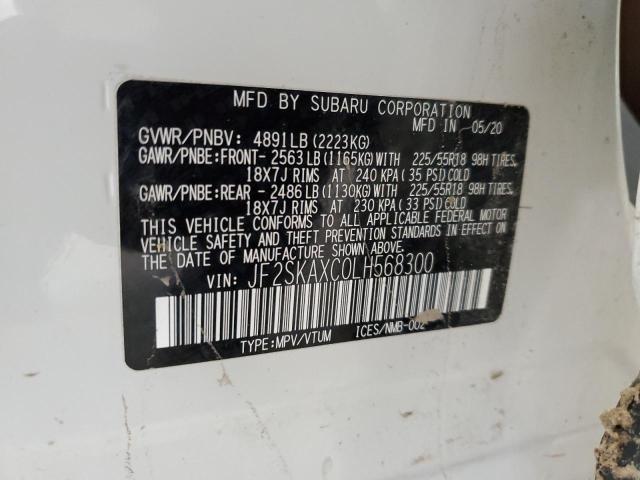 MFD BY SUBARU CORPORATION
MFD IN 05/20
GVWR/PNBV: 4891LB (2223KG)
GAWR/PNBE:FRONT- 2563 LB (1165KG) WITH 225/55R18 98H TIRES,
18X7J RIMS AT 240 KPA (35 PSI) COLD
GAWR/PNBE:REAR - 2486 LB (1130KG) WITH 225/55R18 98H TIRES,
18X7J RIMS AT 230 KPA (33 PSI) COLD
THIS VEHICLE CONFORMS TO ALL APPLICABLE FEDERAL MOTOR
VEHICLE SAFETY AND THEFT PREVENTION STANDARDS IN EFFECT ON
THE DATE OF MANUFACTURE SHOWN ABOVE.
VIN: JF2SKAXC0LH568300
TYPE:MPV/VTUM ICES/NMB-002